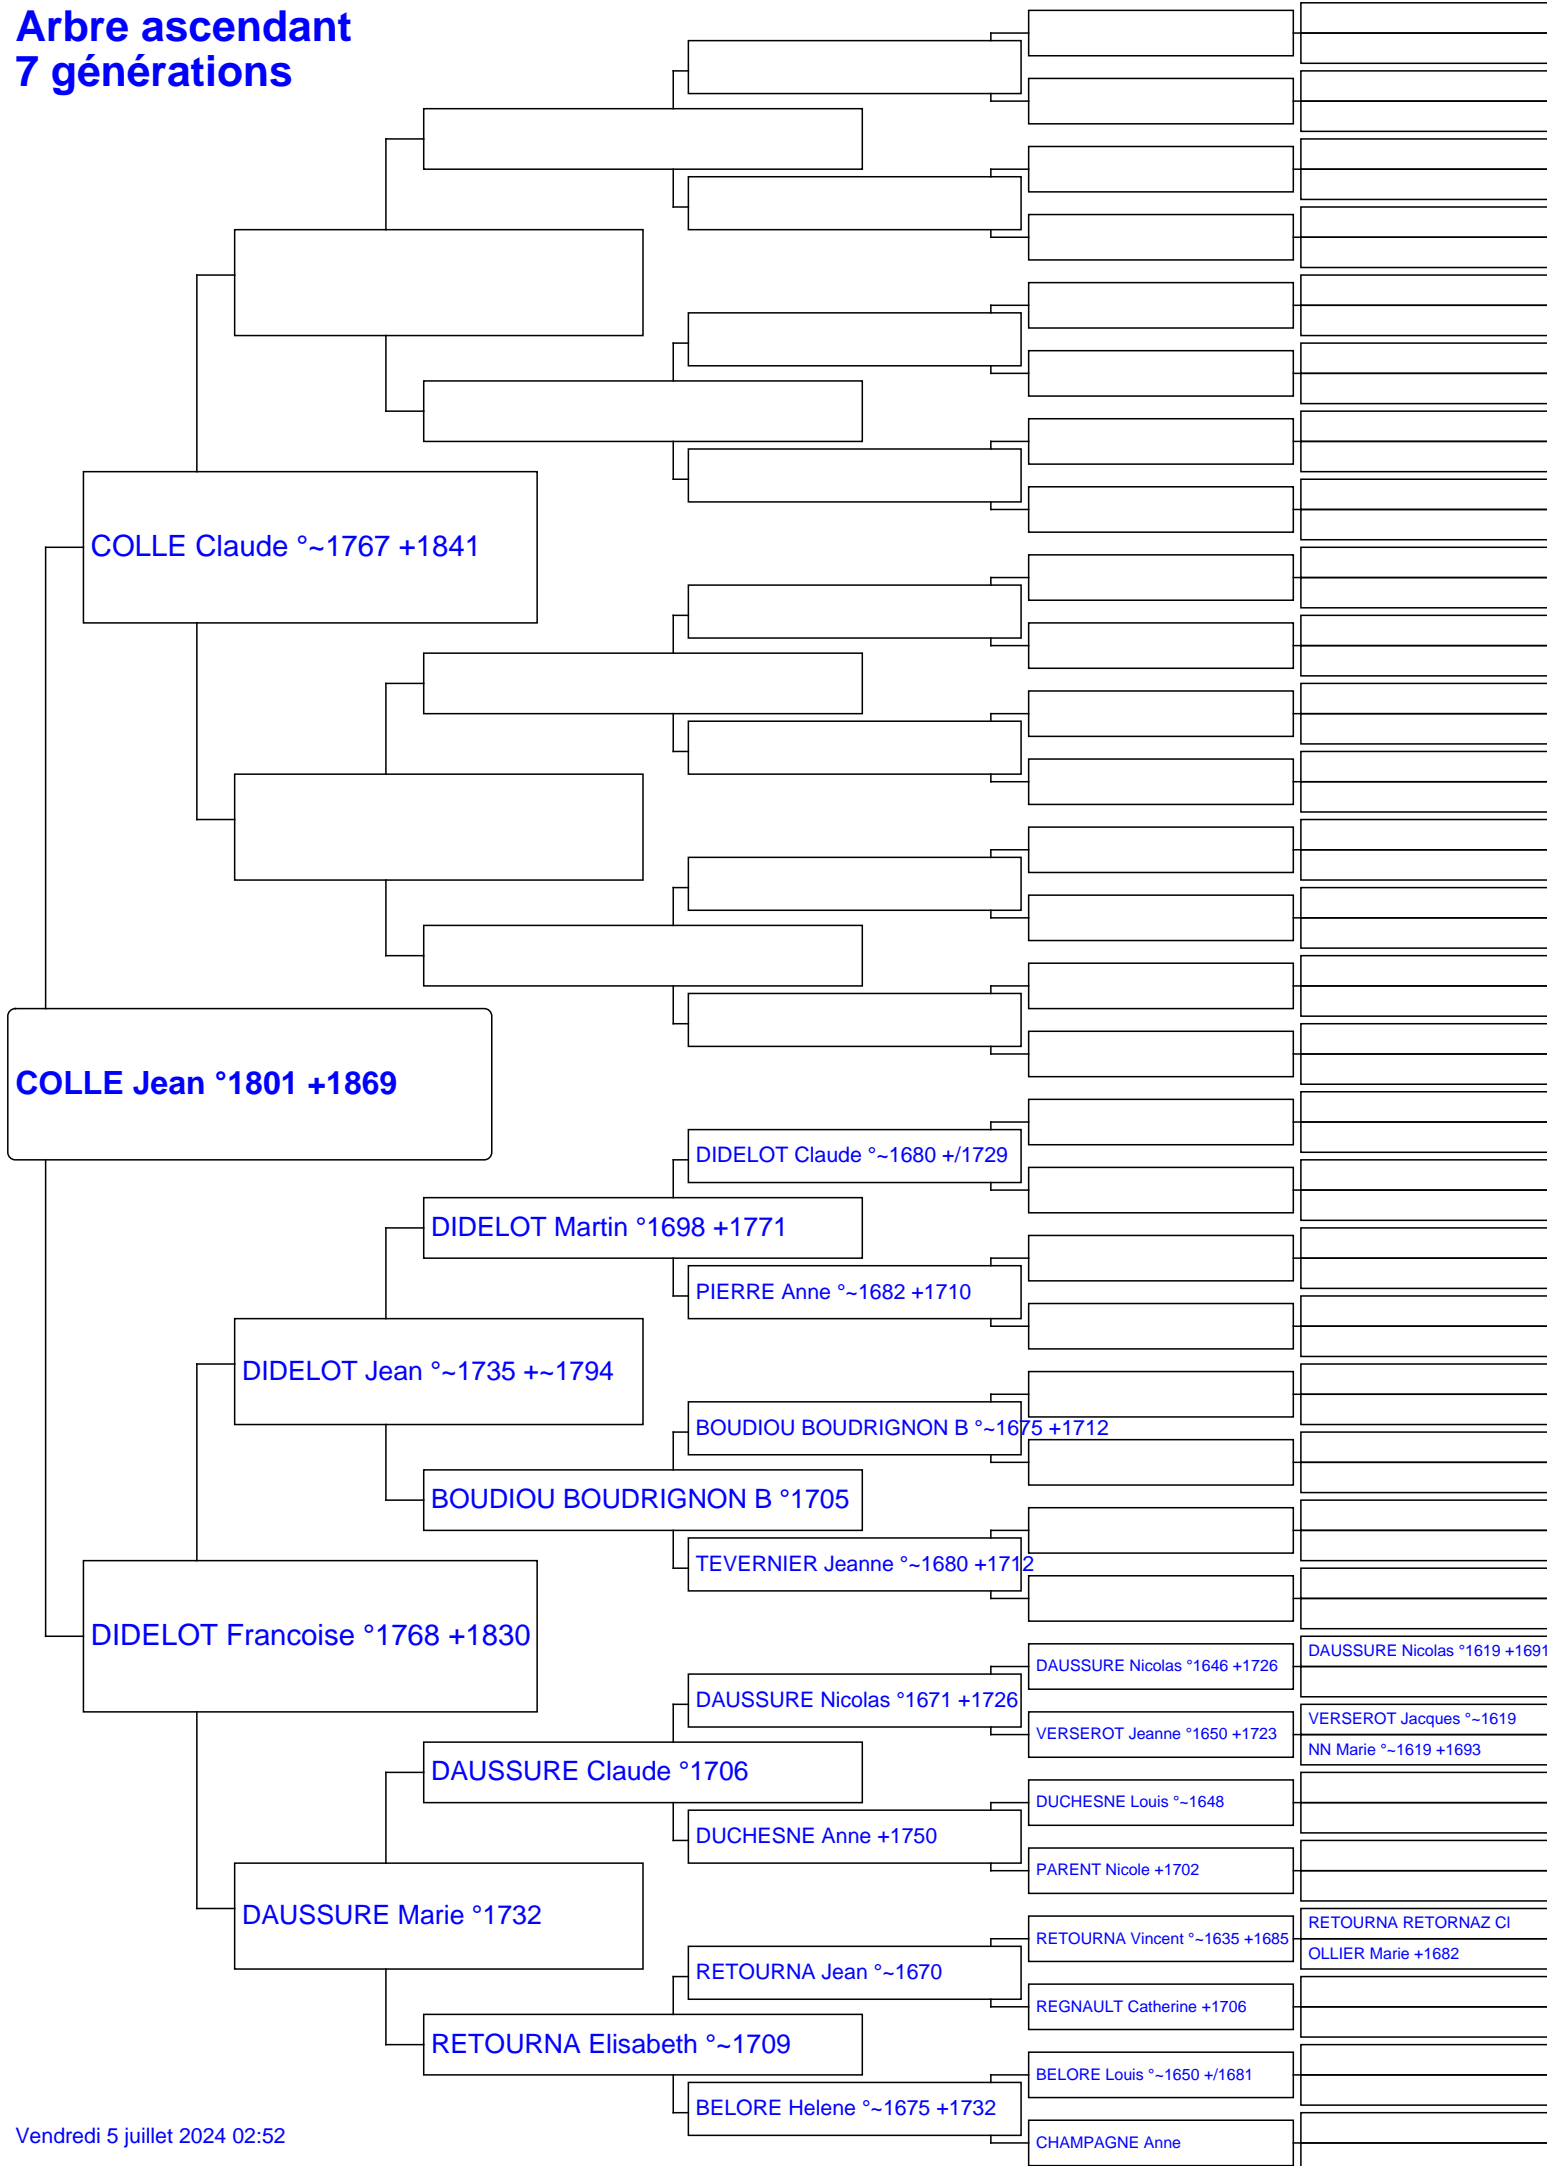 Arbre ascendant
7 générations
COLLE Claude °~1767 +1841
COLLE Jean °1801 +1869
DIDELOT Claude °~1680 +/1729
DIDELOT Martin °1698 +1771
PIERRE Anne °~1682 +1710
DIDELOT Jean °~1735 +~1794
BOUDIOU BOUDRIGNON B °~1675 +1712
BOUDIOU BOUDRIGNON B °1705
TEVERNIER Jeanne °~1680 +1712
DIDELOT Francoise °1768 +1830
DAUSSURE Nicolas °1619 +1691
DAUSSURE Nicolas °1646 +1726
DAUSSURE Nicolas °1671 +1726
VERSEROT Jacques °~1619
VERSEROT Jeanne °1650 +1723
NN Marie °~1619 +1693
DAUSSURE Claude °1706
DUCHESNE Louis °~1648
DUCHESNE Anne +1750
PARENT Nicole +1702
DAUSSURE Marie °1732
RETOURNA RETORNAZ Cl
RETOURNA Vincent °~1635 +1685
OLLIER Marie +1682
RETOURNA Jean °~1670
REGNAULT Catherine +1706
RETOURNA Elisabeth °~1709
BELORE Louis °~1650 +/1681
BELORE Helene °~1675 +1732
CHAMPAGNE Anne
Vendredi 5 juillet 2024 02:52